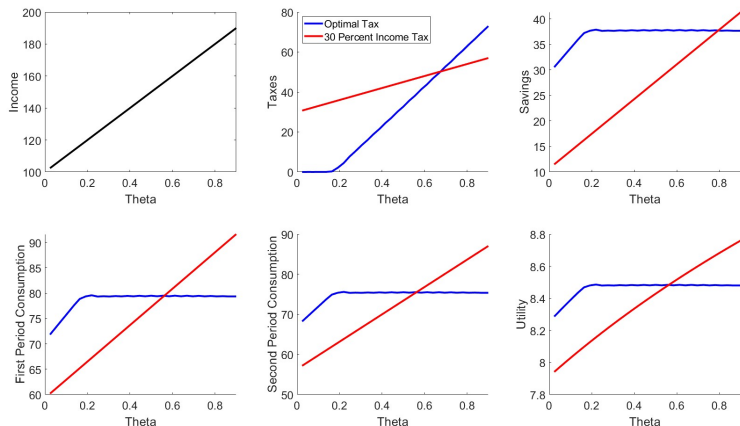 200
180
160
140
120
100
Income
0 0.2 0.4 0.6 0.8
Theta
80
60
40
20
0
Taxes
Optimal Tax
30 Percent Income Tax
0 0.2 0.4 0.6 0.8
Theta
40
35
30
25
20
15
10
Savings
0 0.2 0.4 0.6 0.8
Theta
90
85
80
75
70
65
60
First Period Consumption
0 0.2 0.4 0.6 0.8
Theta
90
80
70
60
50
Second Period Consumption
0 0.2 0.4 0.6 0.8
Theta
8.8
8.6
8.4
8.2
8
7.8
Utility
0 0.2 0.4 0.6 0.8
Theta